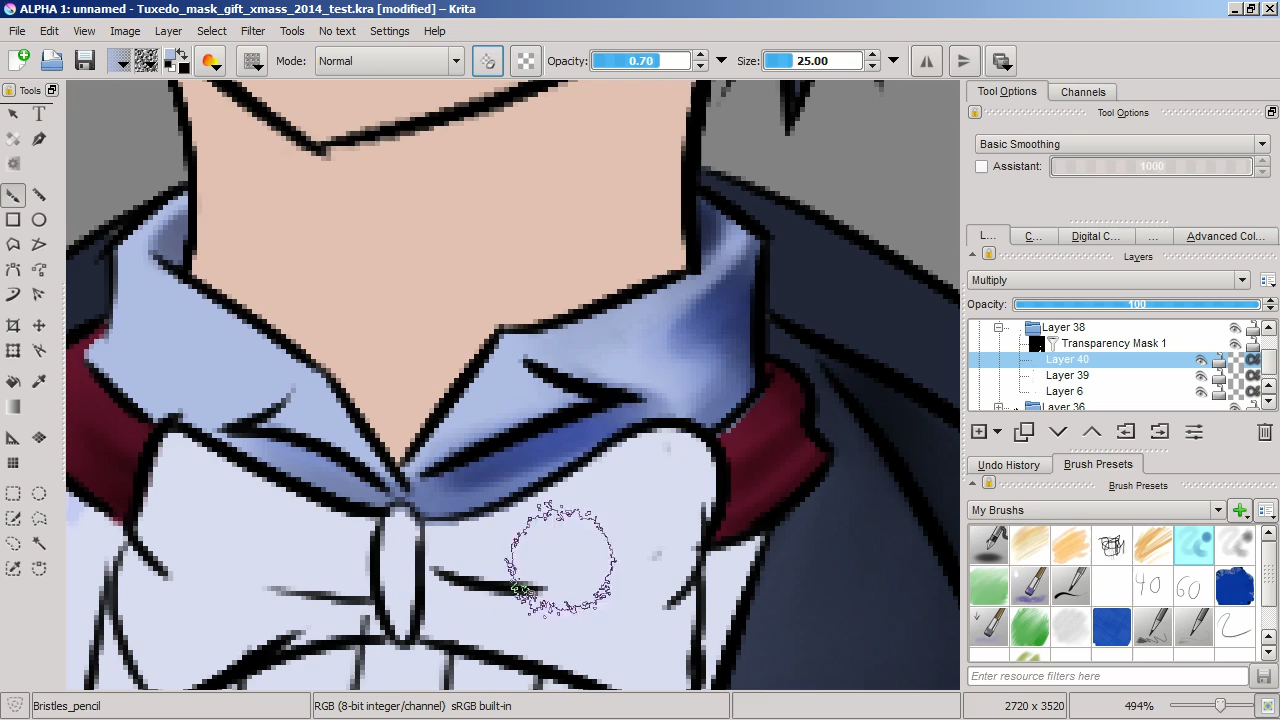 ALPHA 1: unnamed - Tuxedo_mask_gift_xmass_2014_test.kra [modified] - Krita
File Edit View Image Layer Select Filter Tools No text Settings Help
Mode: Normal Opacity: 0.70 Size: 25.00
Tools
Tool Options Channels
Tool Options
Basic Smoothing
Assistant: 1000
L... C... Digital C... ... Advanced Col...
Layers
Multiply
Opacity: 100
Layer 38
Transparency Mask 1
Layer 40
Layer 39
Layer 6
Layer 36
Undo History Brush Presets
Brush Presets
My Brushes
40 60
Enter resource filters here
Bristles_pencil RGB (8-bit integer/channel) sRGB built-in 2720 x 3520 494%